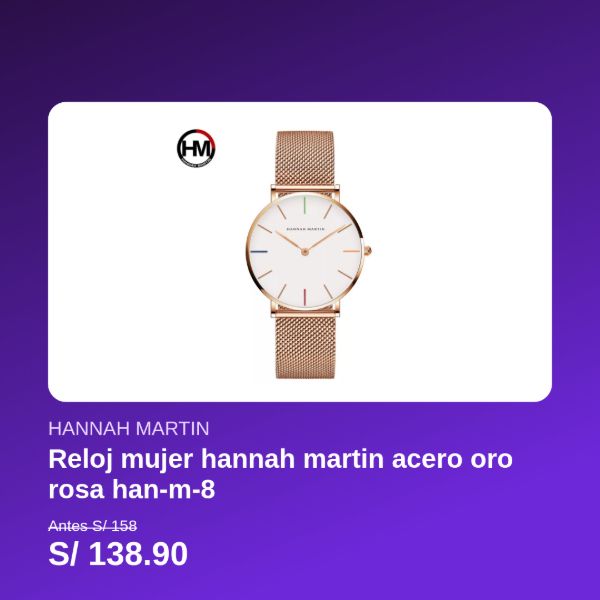 HM
HANNAH MARTIN
HANNAH MARTIN
Reloj mujer hannah martin acero oro
rosa han-m-8
Antes S/ 158
S/ 138.90